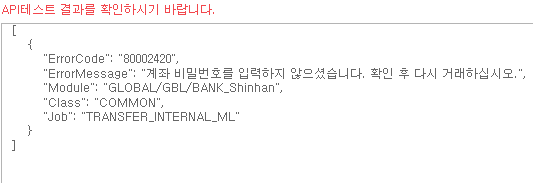 API테스트 결과를 확인하시기 바랍니다.
[
{
"ErrorCode": "80002420",
"ErrorMessage": "계좌 비밀번호를 입력하지 않으셨습니다. 확인 후 다시 거래하십시오.",
"Module": "GLOBAL/GBL/BANK_Shinhan",
"Class": "COMMON",
"Job": "TRANSFER_INTERNAL_ML"
}
]